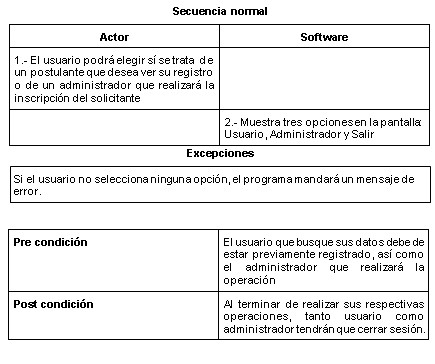 Secuencia normal
Actor
Software
1.- El usuario podrá elegir sí se trata de
un postulante que desea ver su registro
o de un administrador que realizará la
inscripción del solicitante
2.- Muestra tres opciones en la pantalla:
Usuario, Administrador y Salir
Excepciones
Si el usuario no selecciona ninguna opción, el programa mandará un mensaje de
error.
Pre condición
El usuario que busque sus datos debe de
estar previamente registrado, así como
el administrador que realizará la
operación
Post condición
Al terminar de realizar sus respectivas
operaciones, tanto usuario como
administrador tendrán que cerrar sesión.